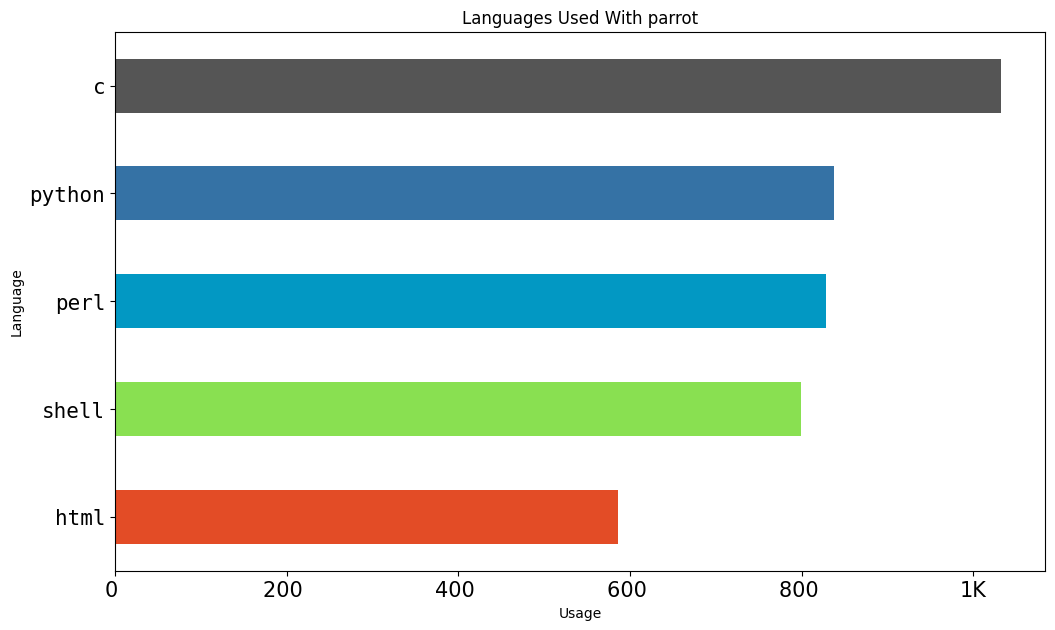 Languages Used With parrot
Language
c
python
perl
shell
html
0 200 400 600 800 1K
Usage